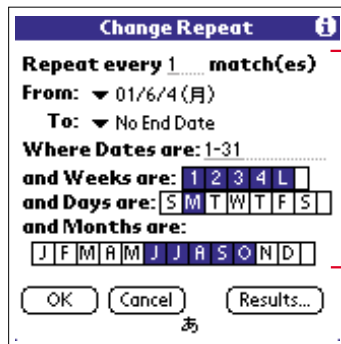 Change Repeat i
Repeat every 1 match(es)
From: ▼ 01/6/4 (月)
To: ▼ No End Date
Where Dates are: 1-31
and Weeks are: 1 2 3 4 L
and Days are: S M T W T F S
and Months are:
J F M A M J J A S O N D
OK Cancel Results...
あ